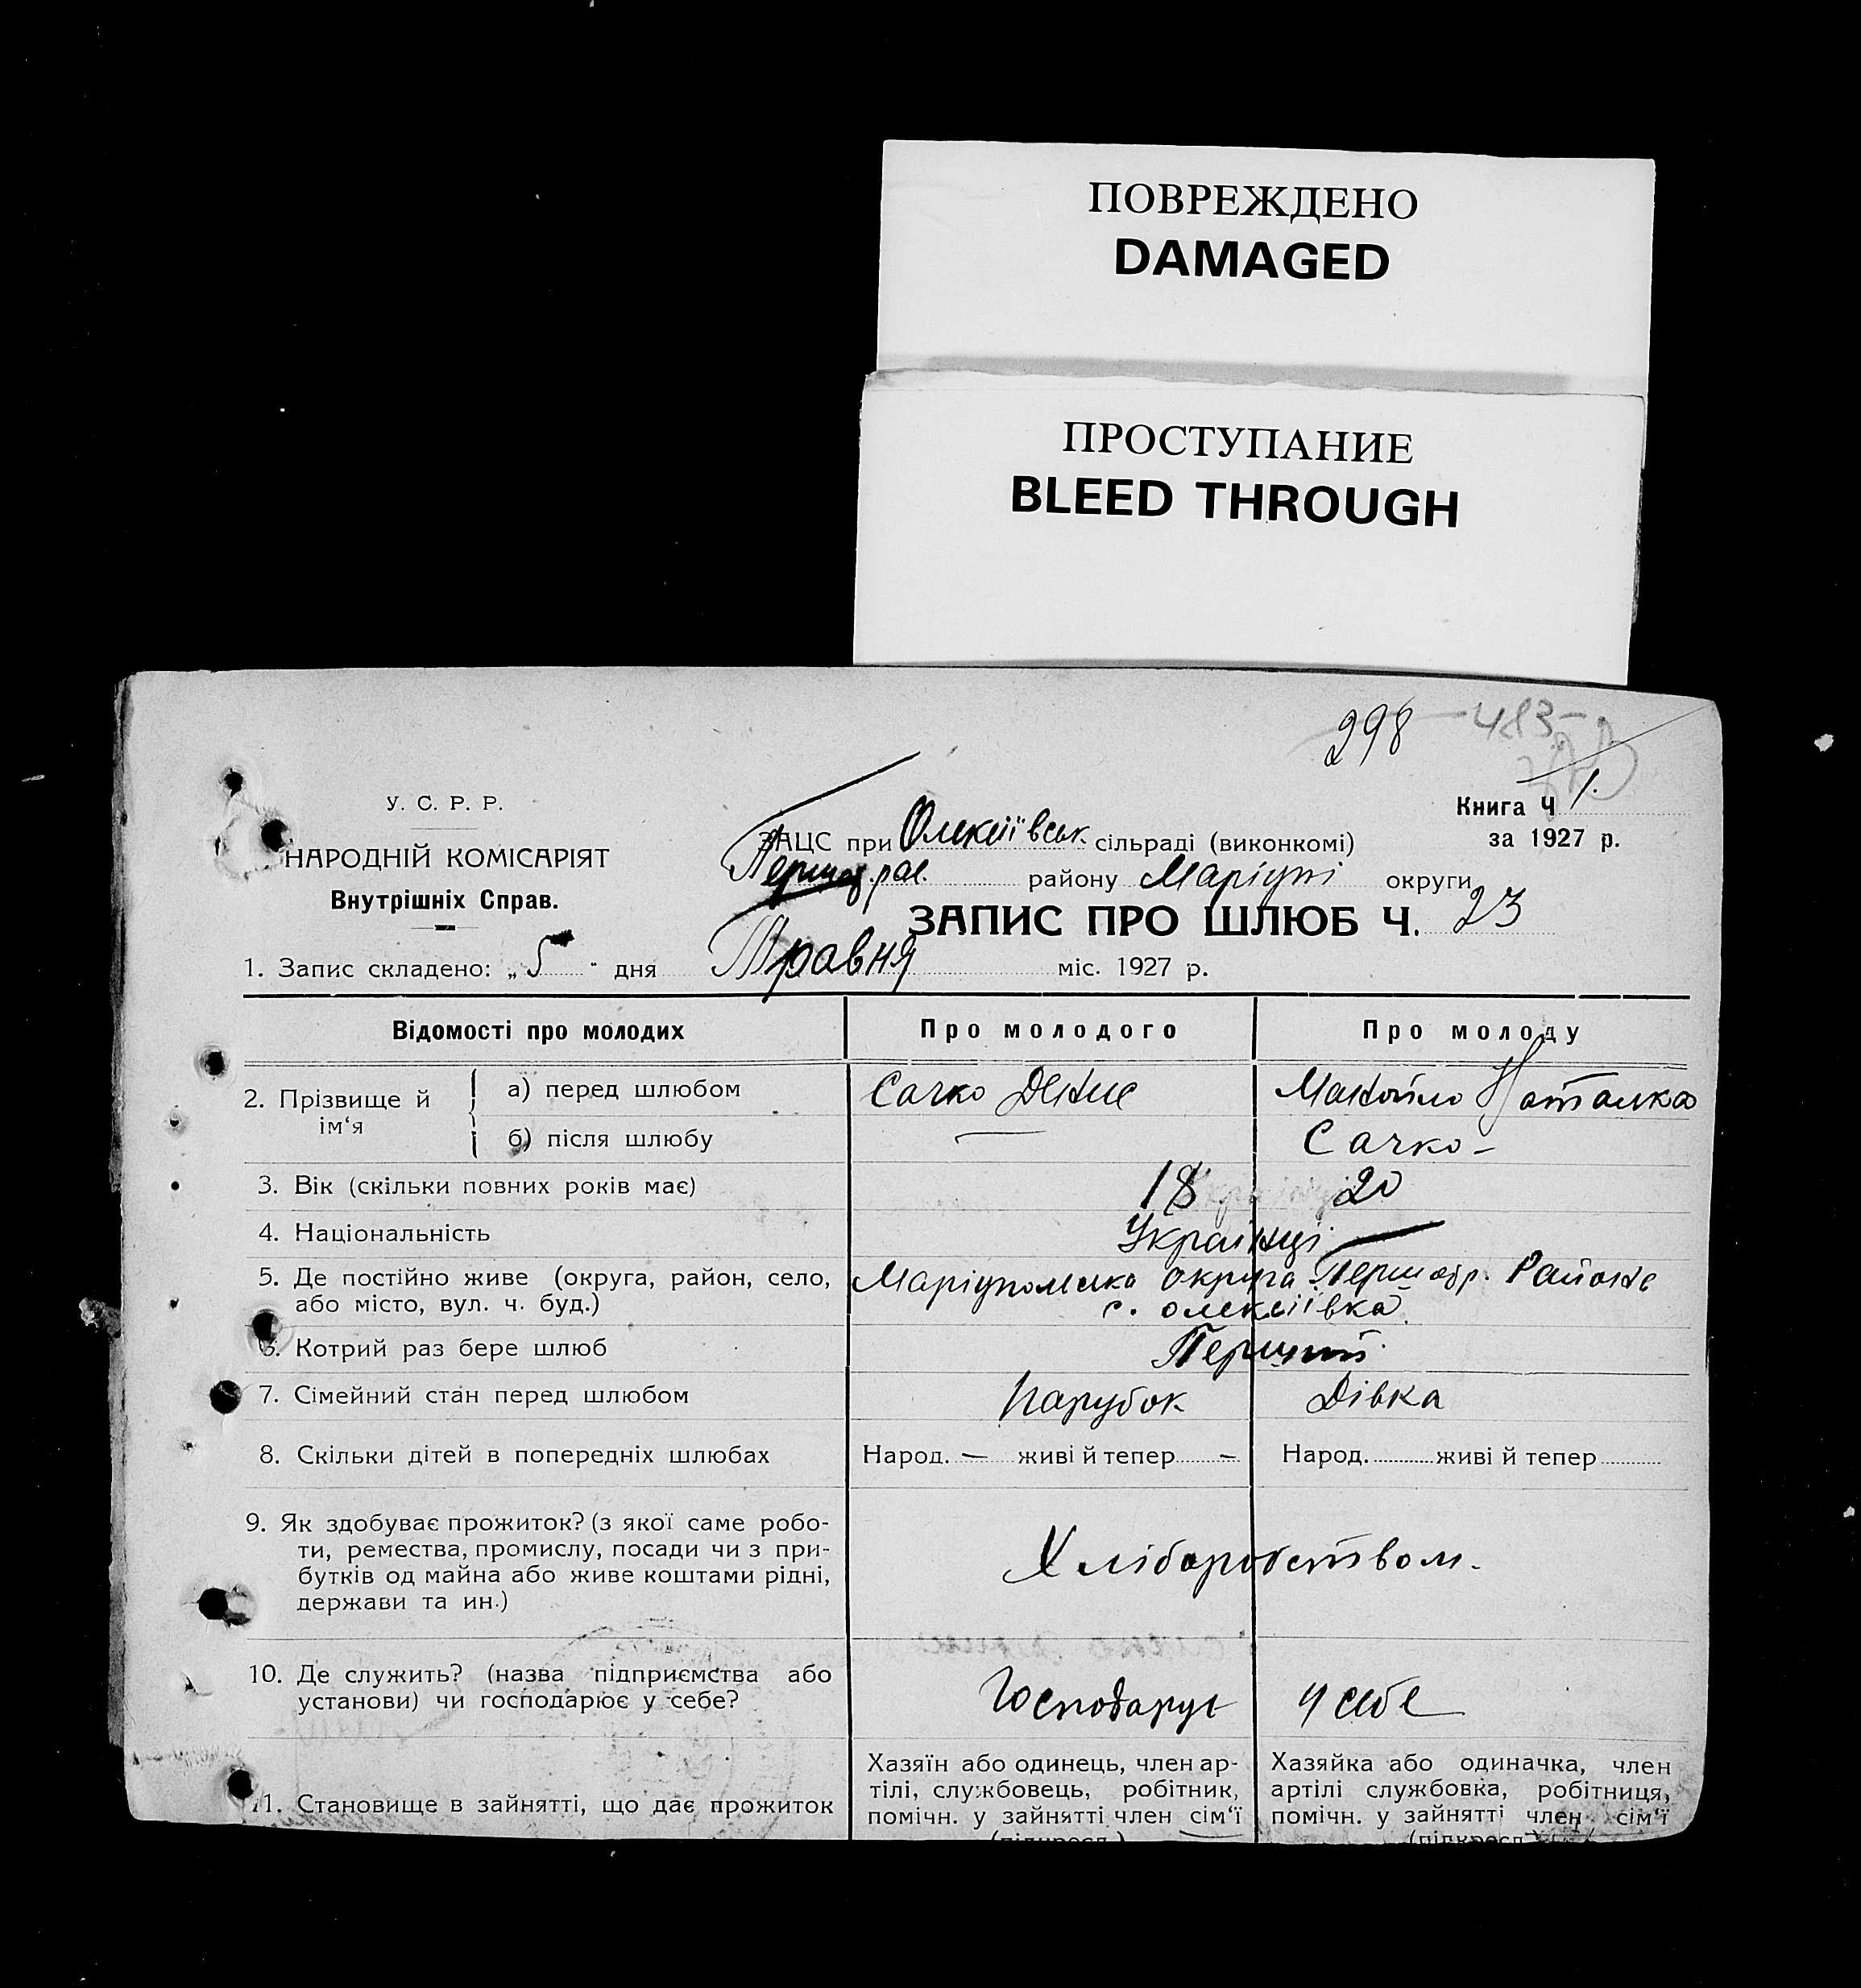 ПОВРЕЖДЕНО
DAMAGED
ПРОСТУПАНИЕ
BLEED THROUGH
298 -483-
У. С. Р. Р.
Книга Ч 1.
НАРОДНІЙ КОМІСАРІЯТ
ЗАЦС при Олексіївськ. сільраді (виконкомі)
за 1927 р.
Внутрішніх Справ.
району Маріуп округи
ЗАПИС ПРО ШЛЮБ Ч. 23
1. Запис складено: „ 5 " дня Травня міс. 1927 р.
Відомості про молодих Про молодого Про молоду
2. Прізвище й ім'я
а) перед шлюбом Сачко Денис Наталка
б) після шлюбу — Сачко-
3. Вік (скільки повних років має) 18 20
4. Національність Українці
5. Де постійно живе (округа, район, село, Маріупольська округа Першотр. Району
або місто, вул. ч. буд.) с. Олексіївка
6. Котрий раз бере шлюб Перший
7. Сімейний стан перед шлюбом Парубок Дівка
8. Скільки дітей в попередніх шлюбах Народ. — живі й тепер — Народ. живі й тепер
9. Як здобуває прожиток? (з якої саме робо-
ти, ремества, промислу, посади чи з при- Хліборобством.
бутків од майна або живе коштами рідні,
держави та ин.)
10. Де служить? (назва підприємства або
установи) чи господарює у себе? Господарує у себе
11. Становище в зайнятті, що дає прожиток
Хазяїн або одинець, член ар-
тілі, службовець, робітник,
помічн. у зайнятті член сім'ї
(підкресл.)
Хазяйка або одиначка, член
артілі службовка, робітниця,
помічн. у зайнятті член сім'ї
(підкресл.